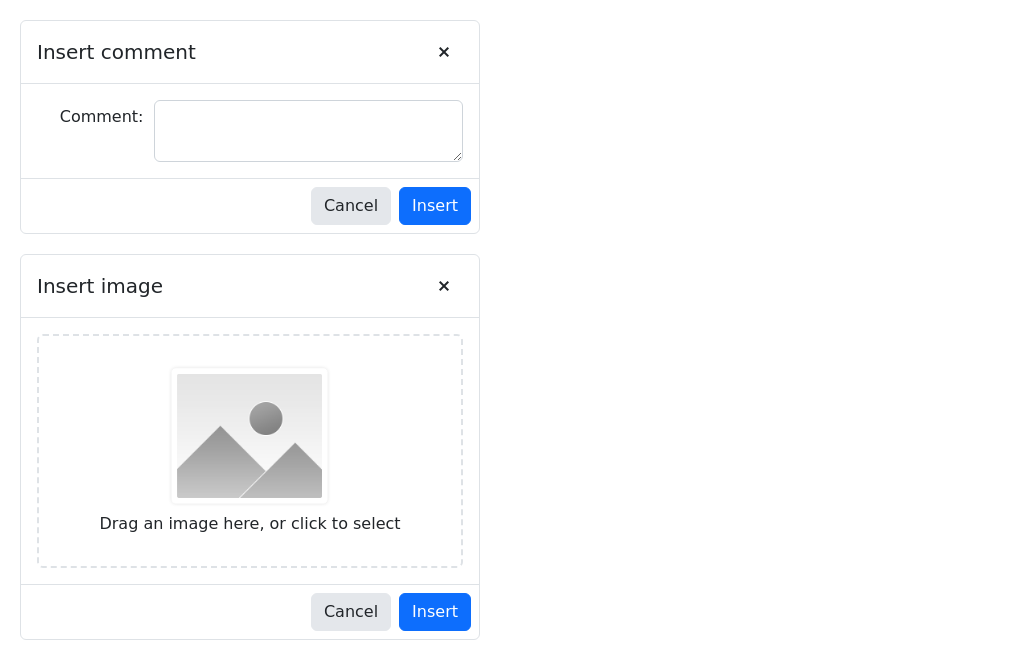 Insert comment
×
Comment:
Cancel Insert
Insert image
×
Drag an image here, or click to select
Cancel Insert